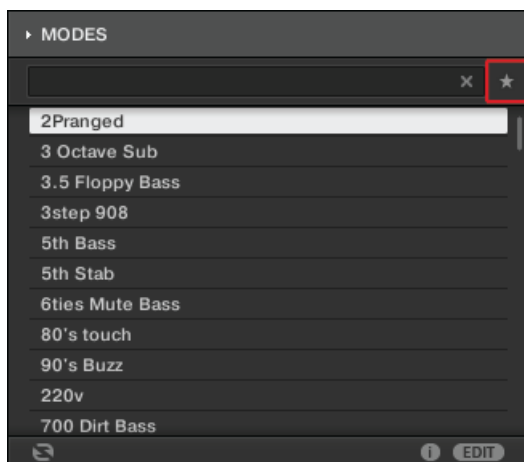 MODES
2Pranged
3 Octave Sub
3.5 Floppy Bass
3step 908
5th Bass
5th Stab
6ties Mute Bass
80's touch
90's Buzz
220v
700 Dirt Bass
i EDIT